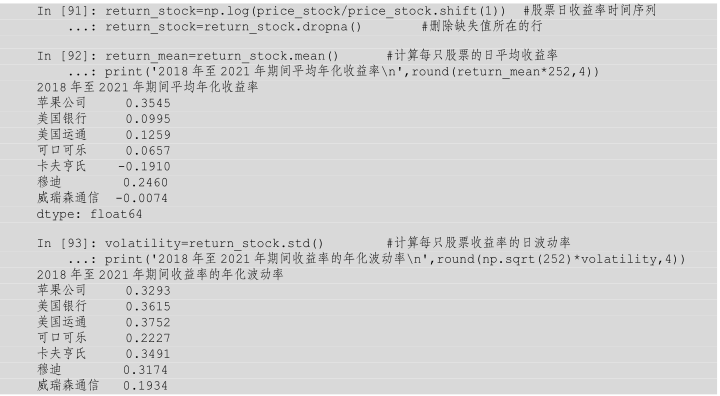 In [91]: return_stock=np.log(price_stock/price_stock.shift(1)) #股票日收益率时间序列
...: return_stock=return_stock.dropna() #删除缺失值所在的行
In [92]: return_mean=return_stock.mean() #计算每只股票的日平均收益率
...: print('2018 年至 2021 年期间平均年化收益率\n',round(return_mean*252,4))
2018 年至 2021 年期间平均年化收益率
苹果公司 0.3545
美国银行 0.0995
美国运通 0.1259
可口可乐 0.0657
卡夫亨氏 -0.1910
穆迪 0.2460
威瑞森通信 -0.0074
dtype: float64
In [93]: volatility=return_stock.std() #计算每只股票收益率的日波动率
...: print('2018 年至 2021 年期间收益率的年化波动率\n',round(np.sqrt(252)*volatility,4))
2018 年至 2021 年期间收益率的年化波动率
苹果公司 0.3293
美国银行 0.3615
美国运通 0.3752
可口可乐 0.2227
卡夫亨氏 0.3491
穆迪 0.3174
威瑞森通信 0.1934